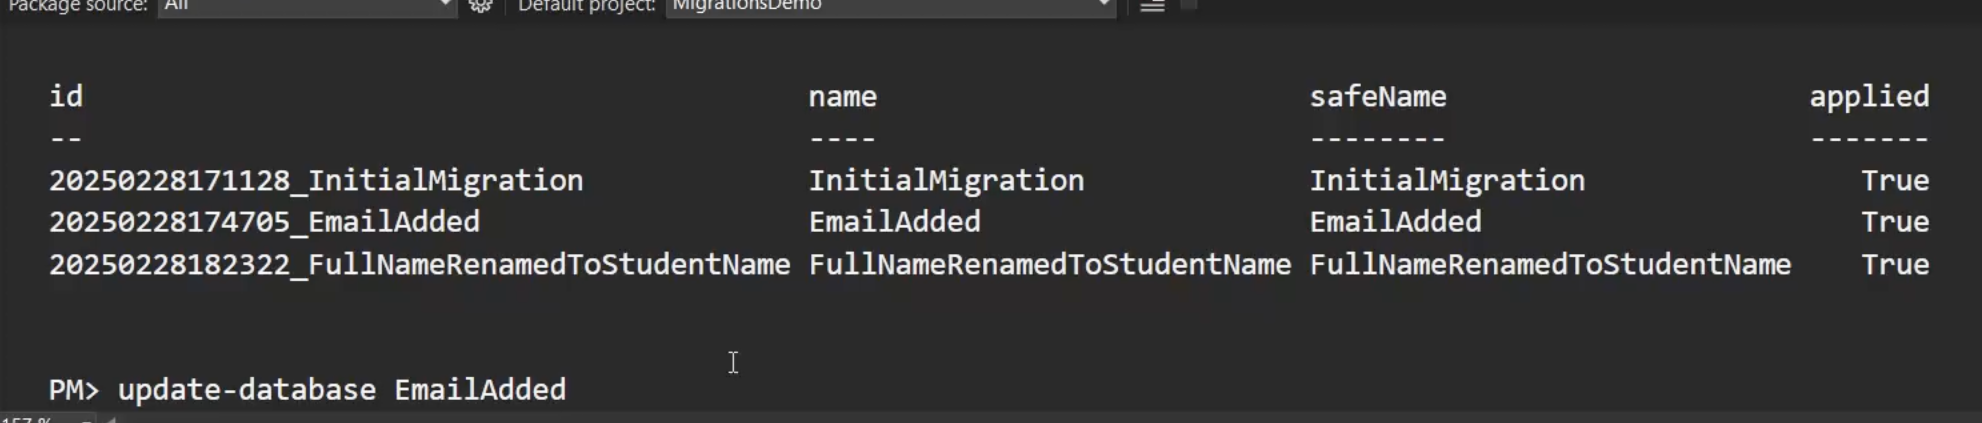 Package source: All Default project: MigrationsDemo
id name safeName applied
-- ---- -------- -------
20250228171128_InitialMigration InitialMigration InitialMigration True
20250228174705_EmailAdded EmailAdded EmailAdded True
20250228182322_FullNameRenamedToStudentName FullNameRenamedToStudentName FullNameRenamedToStudentName True
PM> update-database EmailAdded
157 %